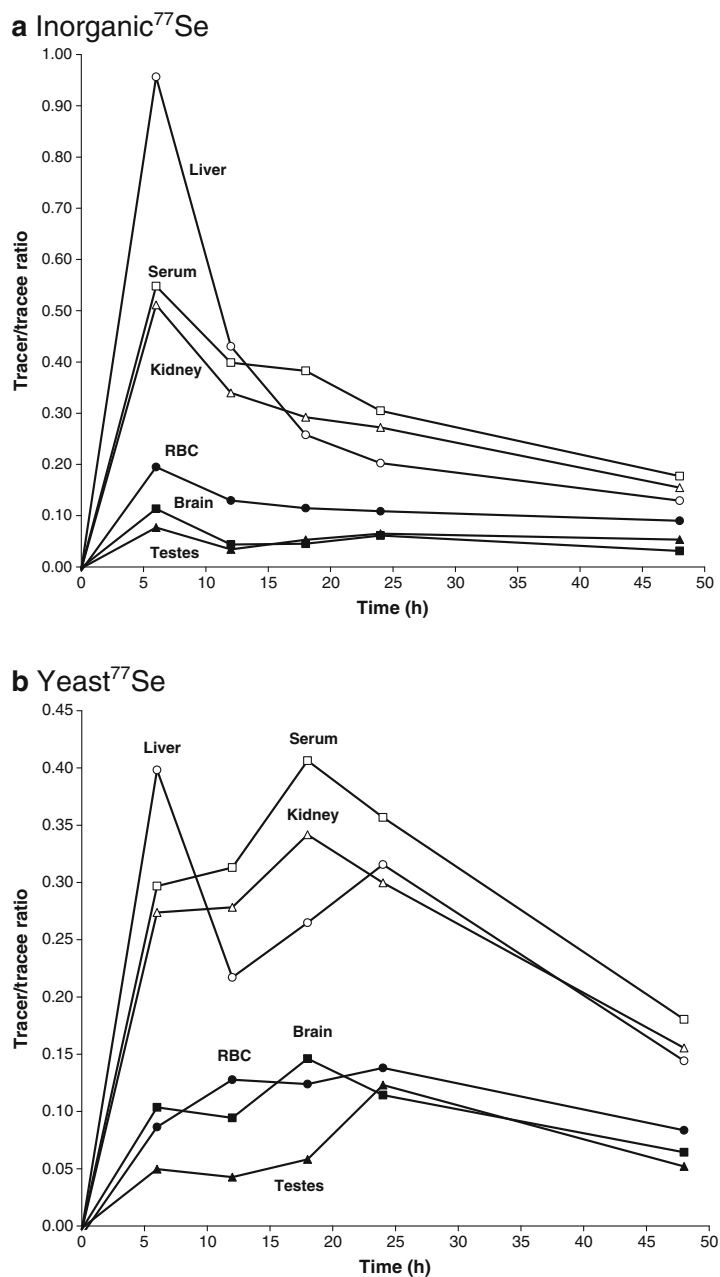 a Inorganic⁷⁷Se
1.00
0.90
0.80
0.70
0.60
0.50
0.40
0.30
0.20
0.10
0.00
Tracer/tracee ratio
Liver
Serum
Kidney
RBC
Brain
Testes
0 5 10 15 20 25 30 35 40 45 50
Time (h)
b Yeast⁷⁷Se
0.45
0.40
0.35
0.30
0.25
0.20
0.15
0.10
0.05
0.00
Tracer/tracee ratio
Liver
Serum
Kidney
Brain
RBC
Testes
0 5 10 15 20 25 30 35 40 45 50
Time (h)